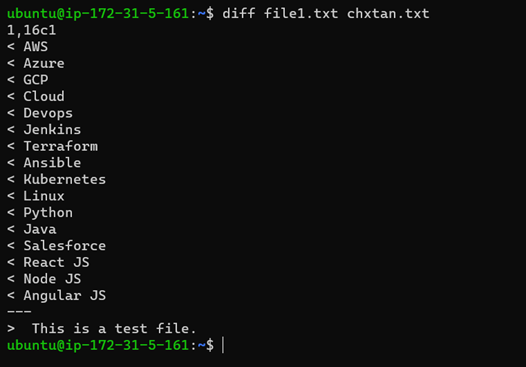 ubuntu@ip-172-31-5-161:~$ diff file1.txt chxtan.txt
1,16c1
< AWS
< Azure
< GCP
< Cloud
< Devops
< Jenkins
< Terraform
< Ansible
< Kubernetes
< Linux
< Python
< Java
< Salesforce
< React JS
< Node JS
< Angular JS
---
>  This is a test file.
ubuntu@ip-172-31-5-161:~$